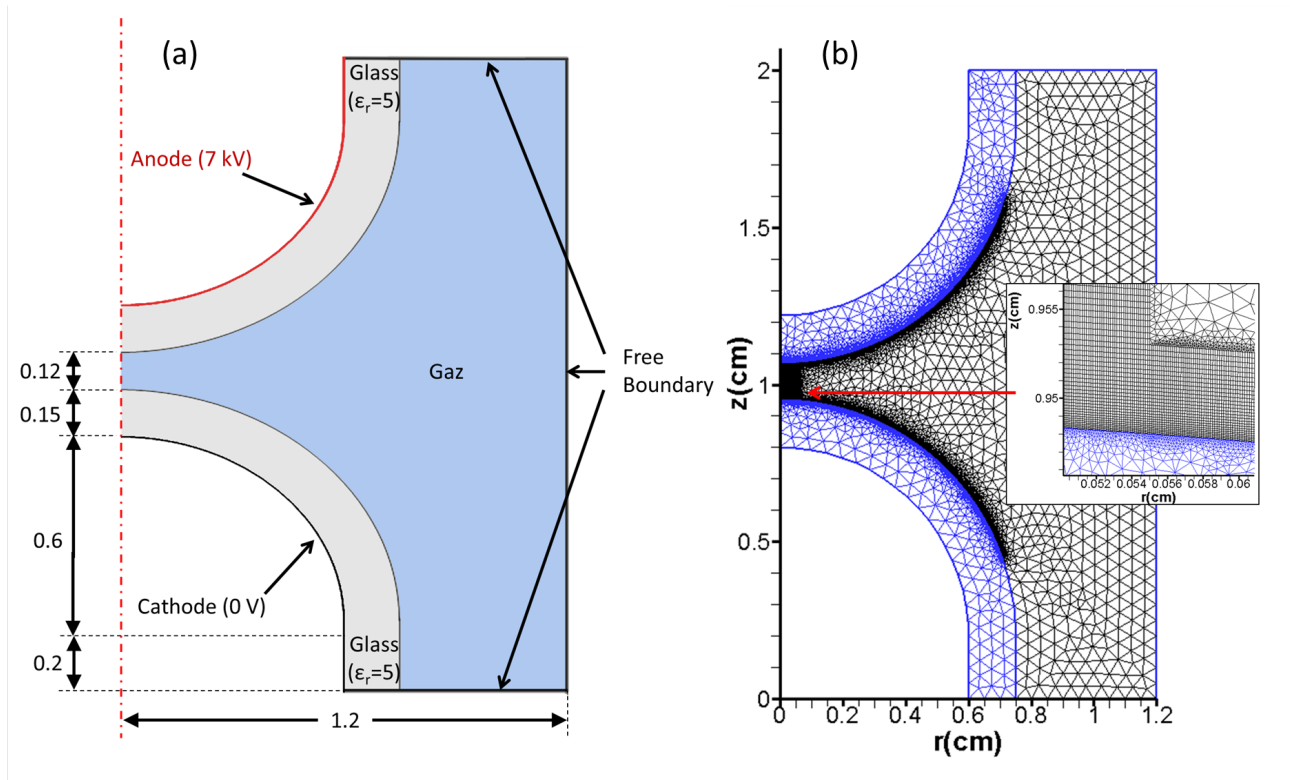 (a)
Glass
(εr=5)
Anode (7 kV)
0.12
0.15
Gaz
Free
Boundary
0.6
Cathode (0 V)
0.2
Glass
(εr=5)
1.2
(b)
2
1.5
1
0.5
0
z(cm)
0
0.2
0.4
0.6
0.8
1
1.2
r(cm)
z(cm)
0.955
0.95
0.052
0.054
0.056
0.058
0.06
r(cm)